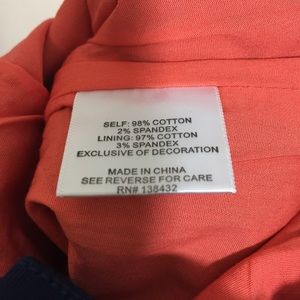 SELF: 98% COTTON
2% SPANDEX
LINING: 97% COTTON
3% SPANDEX
EXCLUSIVE OF DECORATION
MADE IN CHINA
SEE REVERSE FOR CARE
RN# 138432